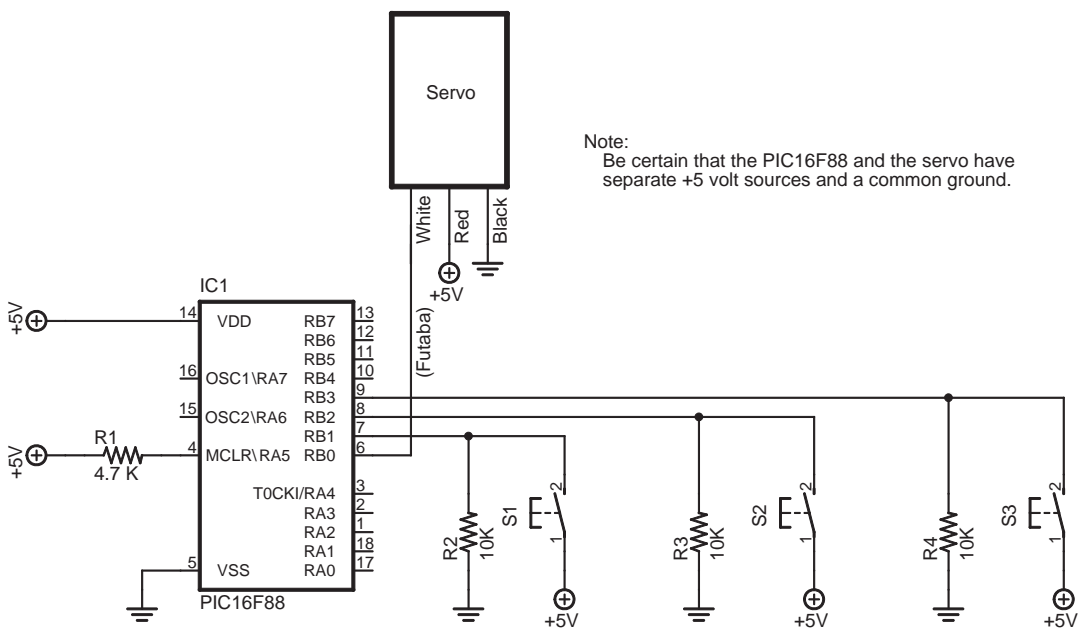 Servo
Note:
Be certain that the PIC16F88 and the servo have
separate +5 volt sources and a common ground.
White
Red
Black
+5V
(Futaba)
IC1
+5V
14
VDD
RB7
13
RB6
12
RB5
11
16
OSC1\RA7
RB4
10
RB3
9
15
OSC2\RA6
RB2
8
RB1
7
+5V
R1
4.7 K
4
MCLR\RA5
RB0
6
T0CKI/RA4
3
RA3
2
RA2
1
RA1
18
5
VSS
RA0
17
PIC16F88
R2
10K
S1
2
1
+5V
R3
10K
S2
2
1
+5V
R4
10K
S3
2
1
+5V